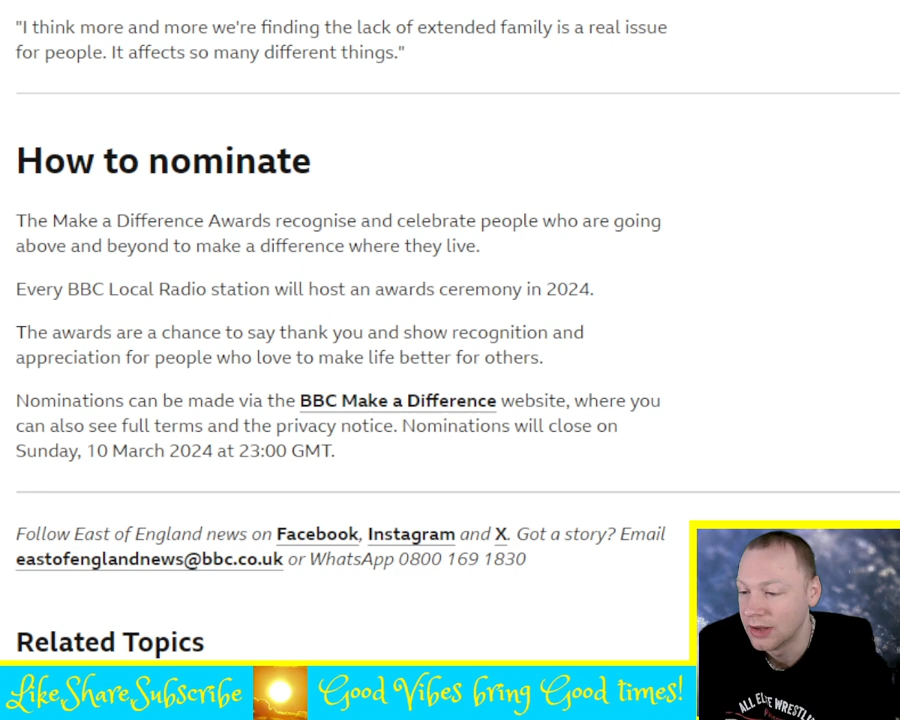 "I think more and more we're finding the lack of extended family is a real issue
for people. It affects so many different things."
How to nominate
The Make a Difference Awards recognise and celebrate people who are going
above and beyond to make a difference where they live.
Every BBC Local Radio station will host an awards ceremony in 2024.
The awards are a chance to say thank you and show recognition and
appreciation for people who love to make life better for others.
Nominations can be made via the BBC Make a Difference website, where you
can also see full terms and the privacy notice. Nominations will close on
Sunday, 10 March 2024 at 23:00 GMT.
Follow East of England news on Facebook, Instagram and X. Got a story? Email
eastofenglandnews@bbc.co.uk or WhatsApp 0800 169 1830
Related Topics
Like Share Subscribe
Good Vibes bring Good times!
ALL ELITE